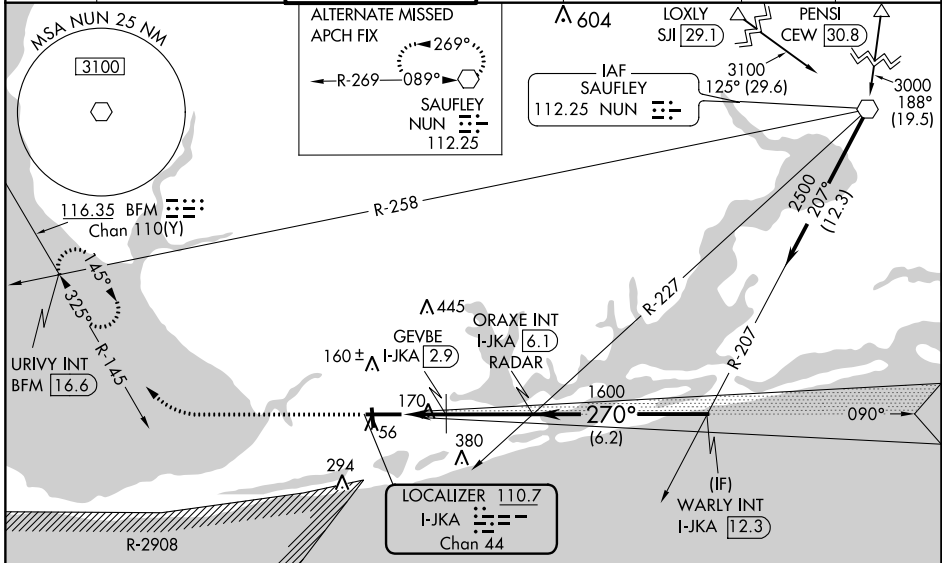 MSA NUN 25 NM
3100
ALTERNATE MISSED
APCH FIX
269°
R-269
089°
SAUFLEY
NUN
112.25
604
LOXLY
SJI 29.1
PENSI
CEW 30.8
3100
125° (29.6)
3000
188°
(19.5)
IAF
SAUFLEY
112.25 NUN
2500
207°
(12.3)
116.35 BFM
Chan 110(Y)
R-258
145°
325°
R-145
URIVY INT
BFM 16.6
R-227
R-207
445
160 ±
GEVBE
I-JKA 2.9
ORAXE INT
I-JKA 6.1
RADAR
170
56
1600
270°
(6.2)
090°
380
294
(IF)
WARLY INT
I-JKA 12.3
LOCALIZER 110.7
I-JKA
Chan 44
R-2908